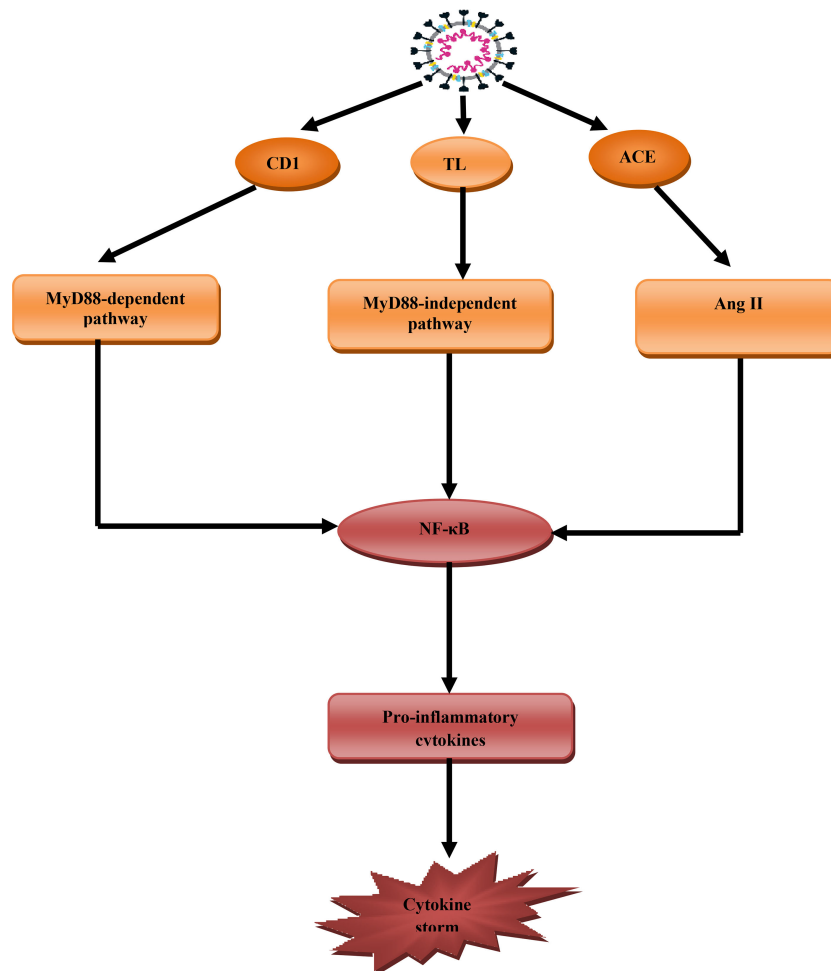 CD1
TL
ACE
MyD88-dependent
pathway
MyD88-independent
pathway
Ang II
NF-κB
Pro-inflammatory
cytokines
Cytokine
storm